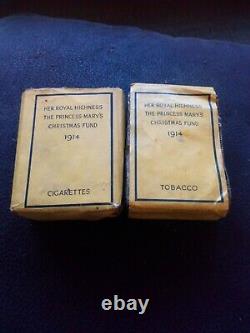 HER ROYAL HIGHNESS
THE PRINCESS MARY'S
CHRISTMAS FUND
1914
CIGARETTES
HER ROYAL HIGHNESS
THE PRINCESS MARY'S
CHRISTMAS FUND
1914
TOBACCO
ebay